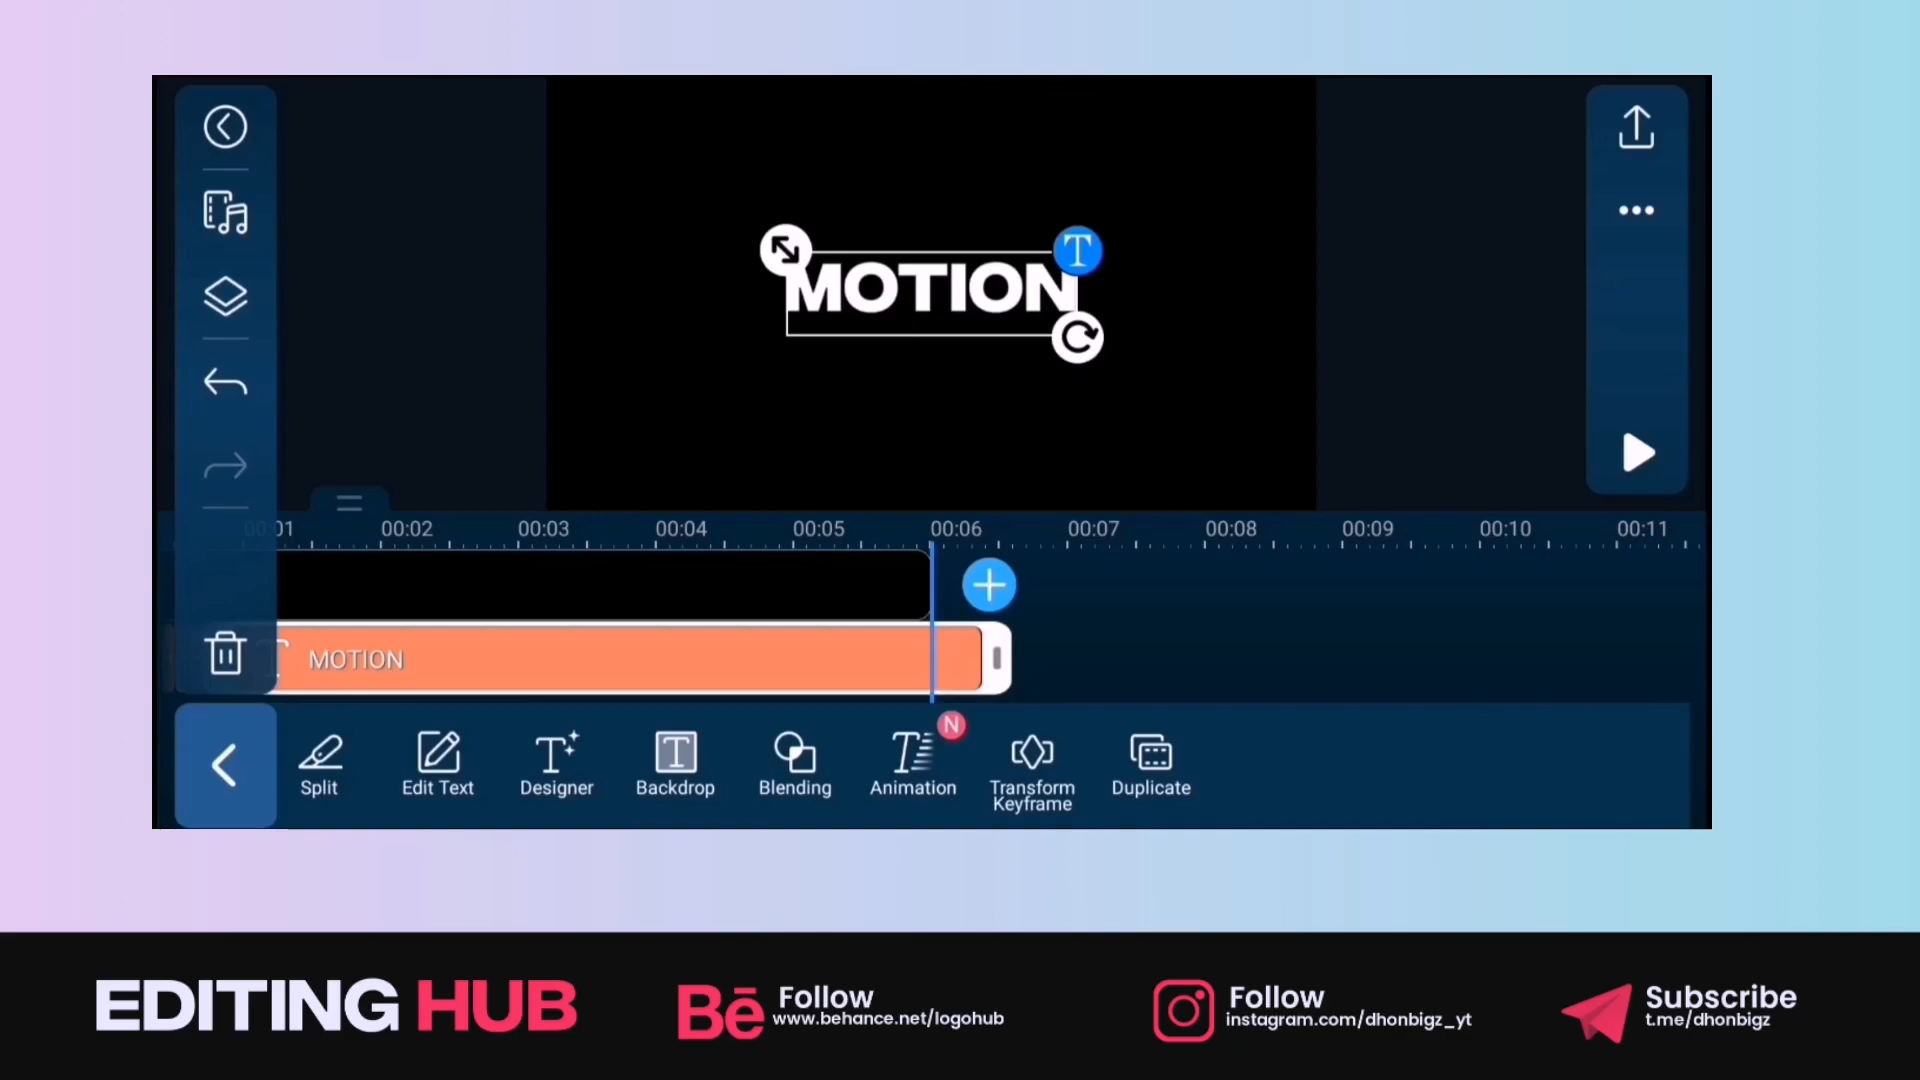 MOTION
T
00:01 00:02 00:03 00:04 00:05 00:06 00:07 00:08 00:09 00:10 00:11
MOTION
N
Split Edit Text Designer Backdrop Blending Animation Transform Keyframe Duplicate
EDITING HUB
Bē Follow
www.behance.net/logohub
Follow
instagram.com/dhonbigz_yt
Subscribe
t.me/dhonbigz